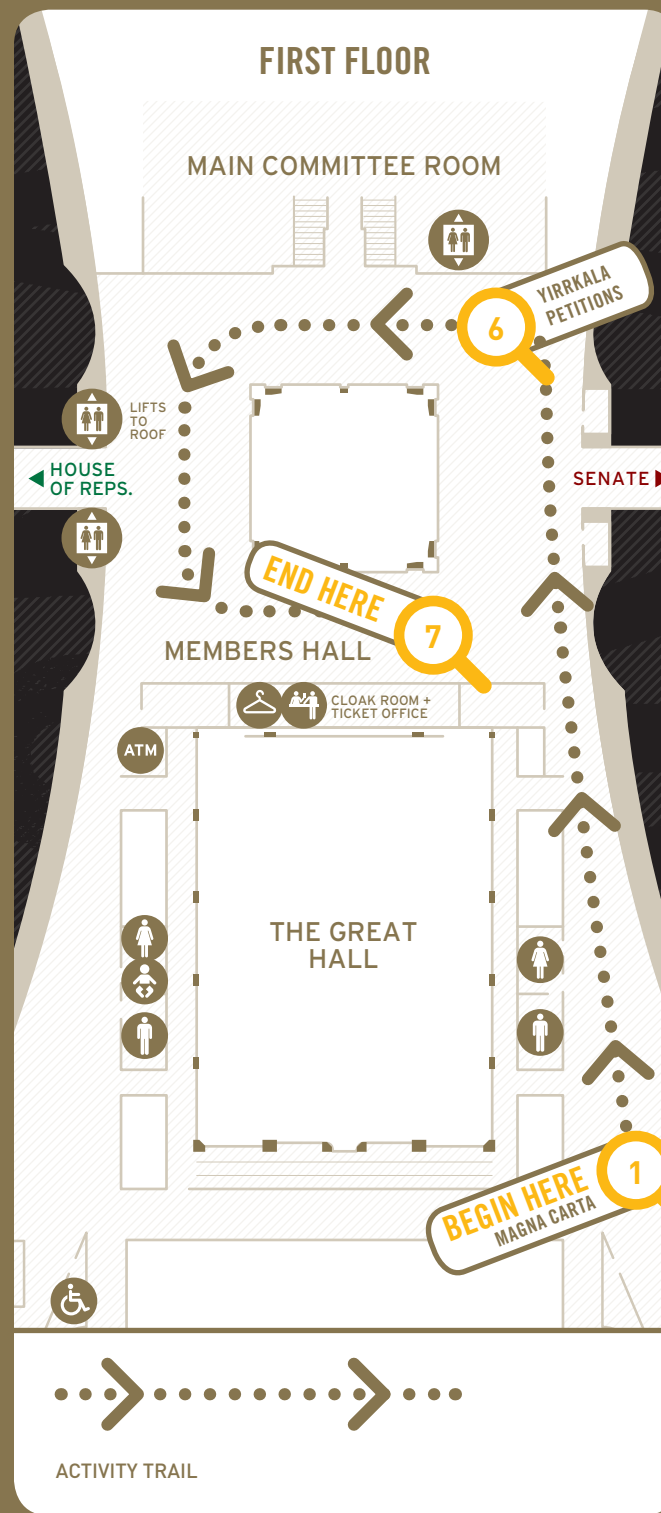 FIRST FLOOR
MAIN COMMITTEE ROOM
YIRRKALA
PETITIONS
6
LIFTS
TO
ROOF
HOUSE
OF REPS.
SENATE
END HERE
7
MEMBERS HALL
CLOAK ROOM +
TICKET OFFICE
ATM
THE GREAT
HALL
BEGIN HERE
MAGNA CARTA
1
ACTIVITY TRAIL